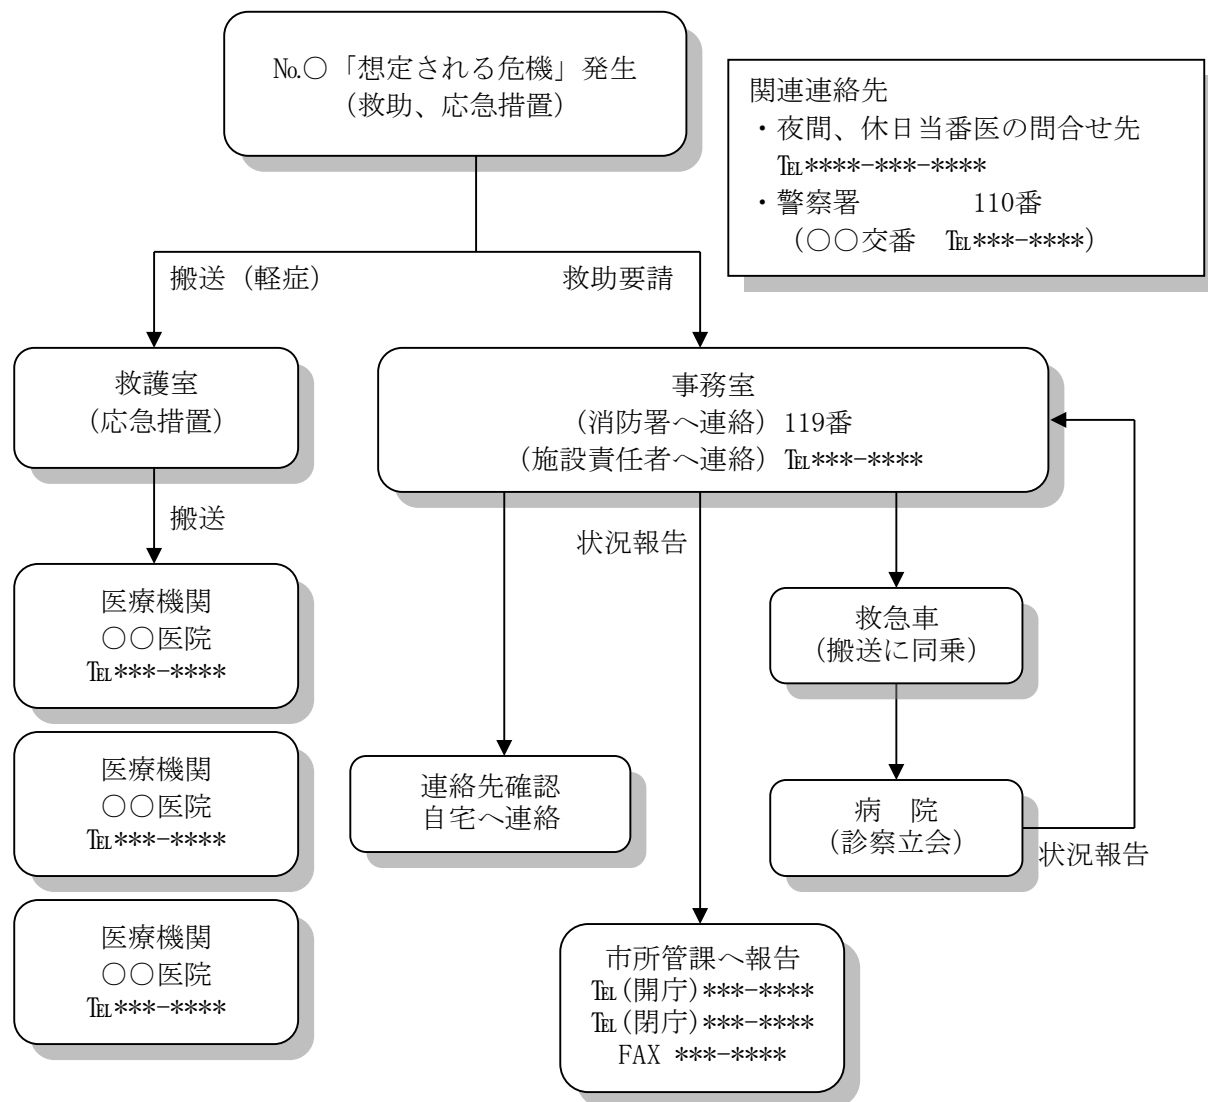 №○「想定される危機」発生
（救助、応急措置）
関連連絡先
・夜間、休日当番医の問合せ先
℡****-***-****
・警察署　　　110番
（○○交番　℡***-****）
搬送（軽症）
救助要請
救護室
（応急措置）
事務室
（消防署へ連絡）119番
（施設責任者へ連絡）℡***-****
搬送
状況報告
医療機関
○○医院
℡***-****
救急車
（搬送に同乗）
医療機関
○○医院
℡***-****
連絡先確認
自宅へ連絡
病　院
（診察立会）
状況報告
医療機関
○○医院
℡***-****
市所管課へ報告
℡(開庁)***-****
℡(閉庁)***-****
FAX ***-****